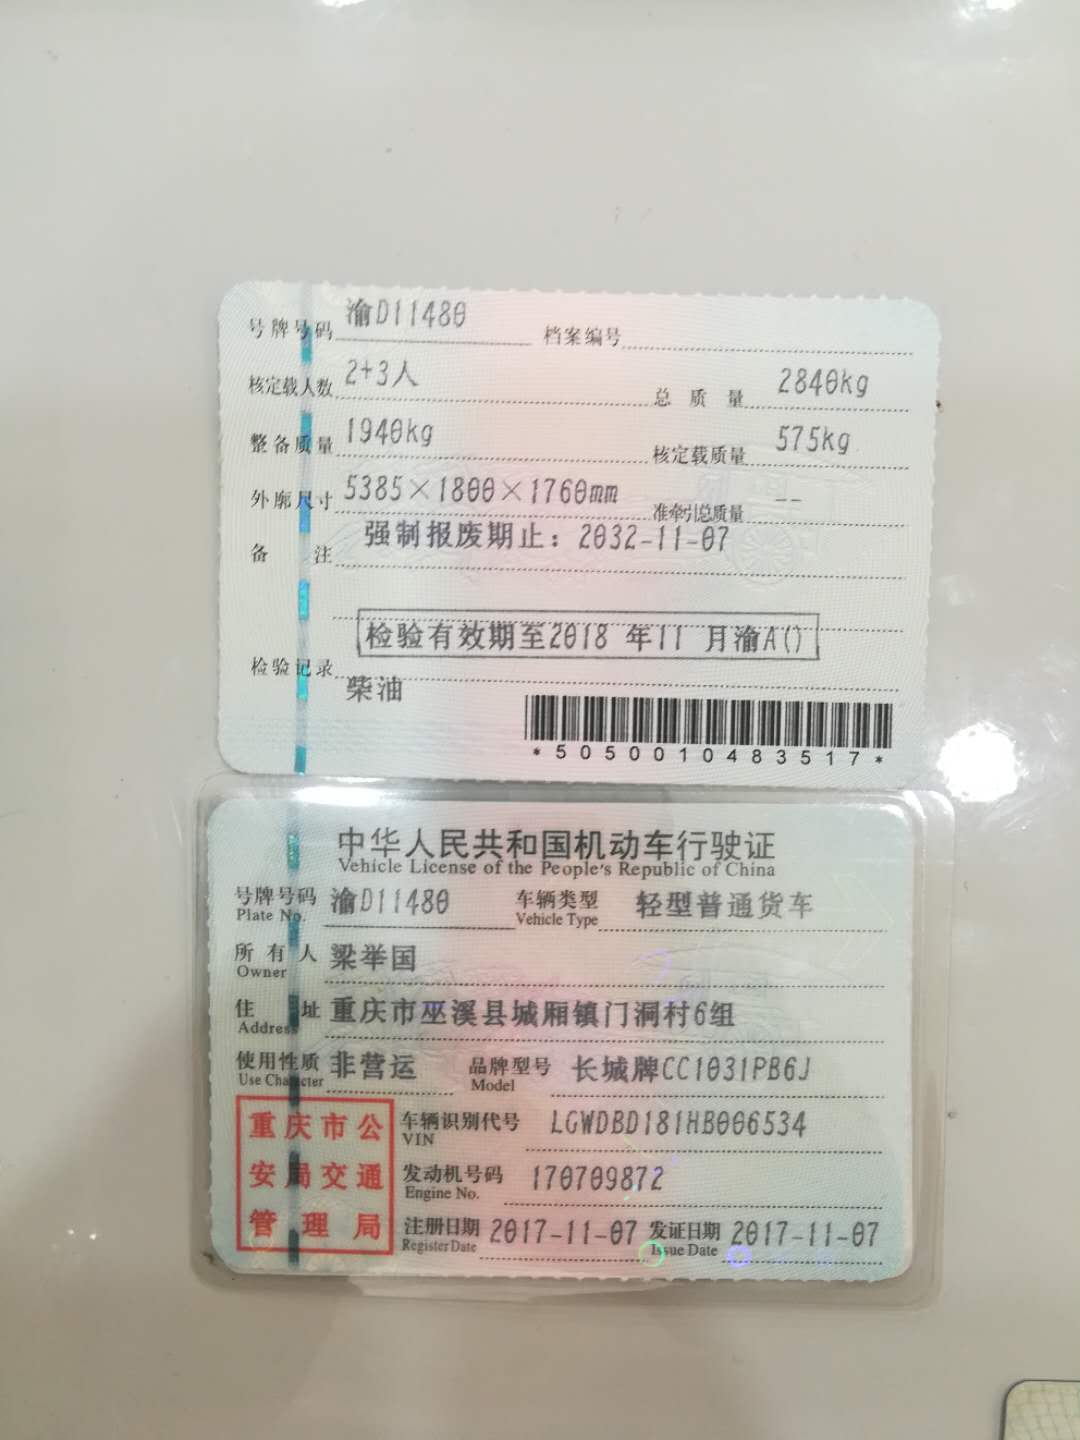 号牌号码 渝D11480 档案编号
核定载人数 2+3人 总质量 2840kg
整备质量 1940kg 核定载质量 575kg
外廓尺寸 5385×1800×1760mm 准牵引总质量 --
备注 强制报废期止：2032-11-07
检验有效期至2018 年11 月渝A()
检验记录
柴油
*5050010483517*
中华人民共和国机动车行驶证
Vehicle License of the People's Republic of China
号牌号码 渝D11480 车辆类型 轻型普通货车
Plate No. Vehicle Type
所有人 梁举国
Owner
住址 重庆市巫溪县城厢镇门洞村6组
Address
使用性质 非营运 品牌型号 长城牌CC1031PB6J
Use Character Model
重庆市公 车辆识别代号 LGWDBD181HB006534
VIN
安局交通 发动机号码 170709872
Engine No.
管理局 注册日期 2017-11-07 发证日期 2017-11-07
Register Date Issue Date